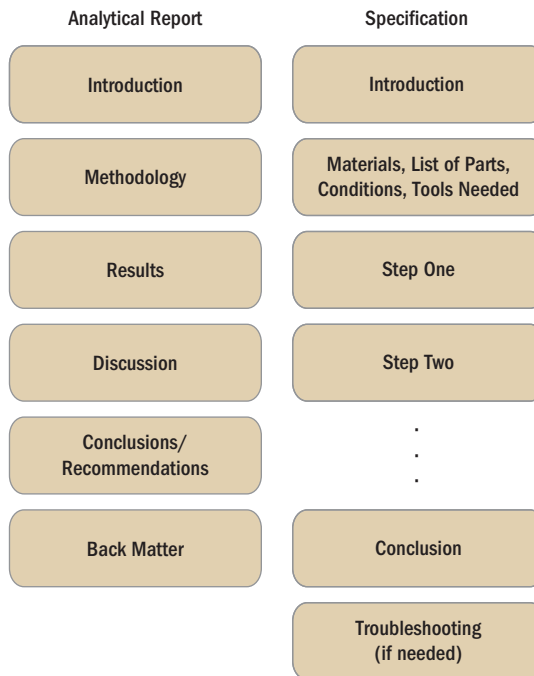 Analytical Report
Introduction
Methodology
Results
Discussion
Conclusions/
Recommendations
Back Matter
Specification
Introduction
Materials, List of Parts,
Conditions, Tools Needed
Step One
Step Two
.
.
.
Conclusion
Troubleshooting
(if needed)